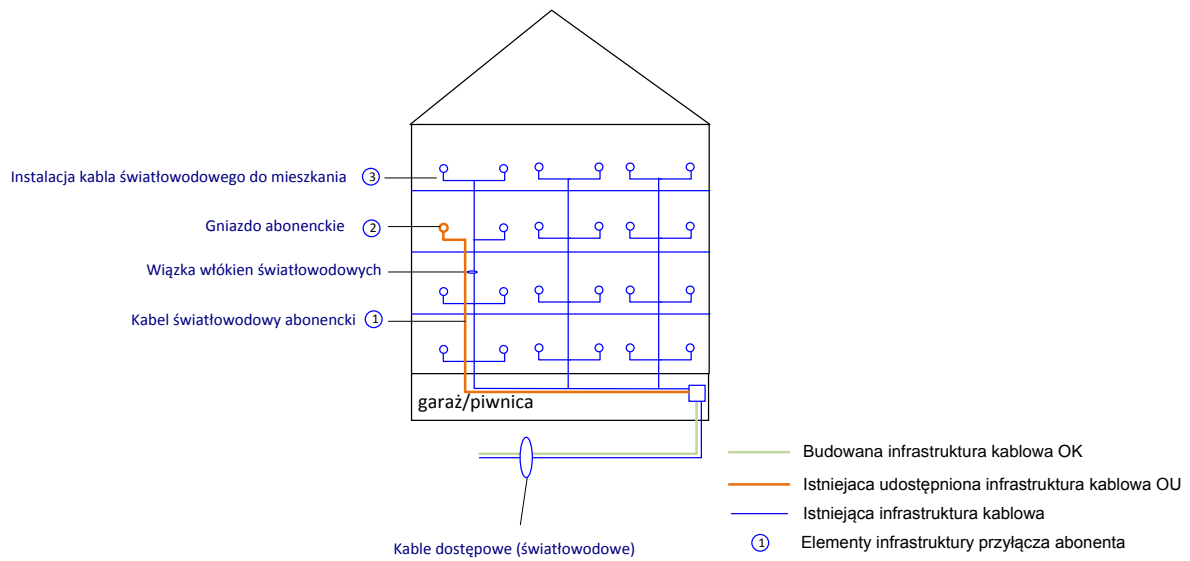 Instalacja kabla światłowodowego do mieszkania 3
Gniazdo abonenckie 2
Wiązka włókien światłowodowych
Kabel światłowodowy abonencki 1
garaż/piwnica
Budowana infrastruktura kablowa OK
Istniejaca udostępniona infrastruktura kablowa OU
Istniejąca infrastruktura kablowa
1 Elementy infrastruktury przyłącza abonenta
Kable dostępowe (światłowodowe)